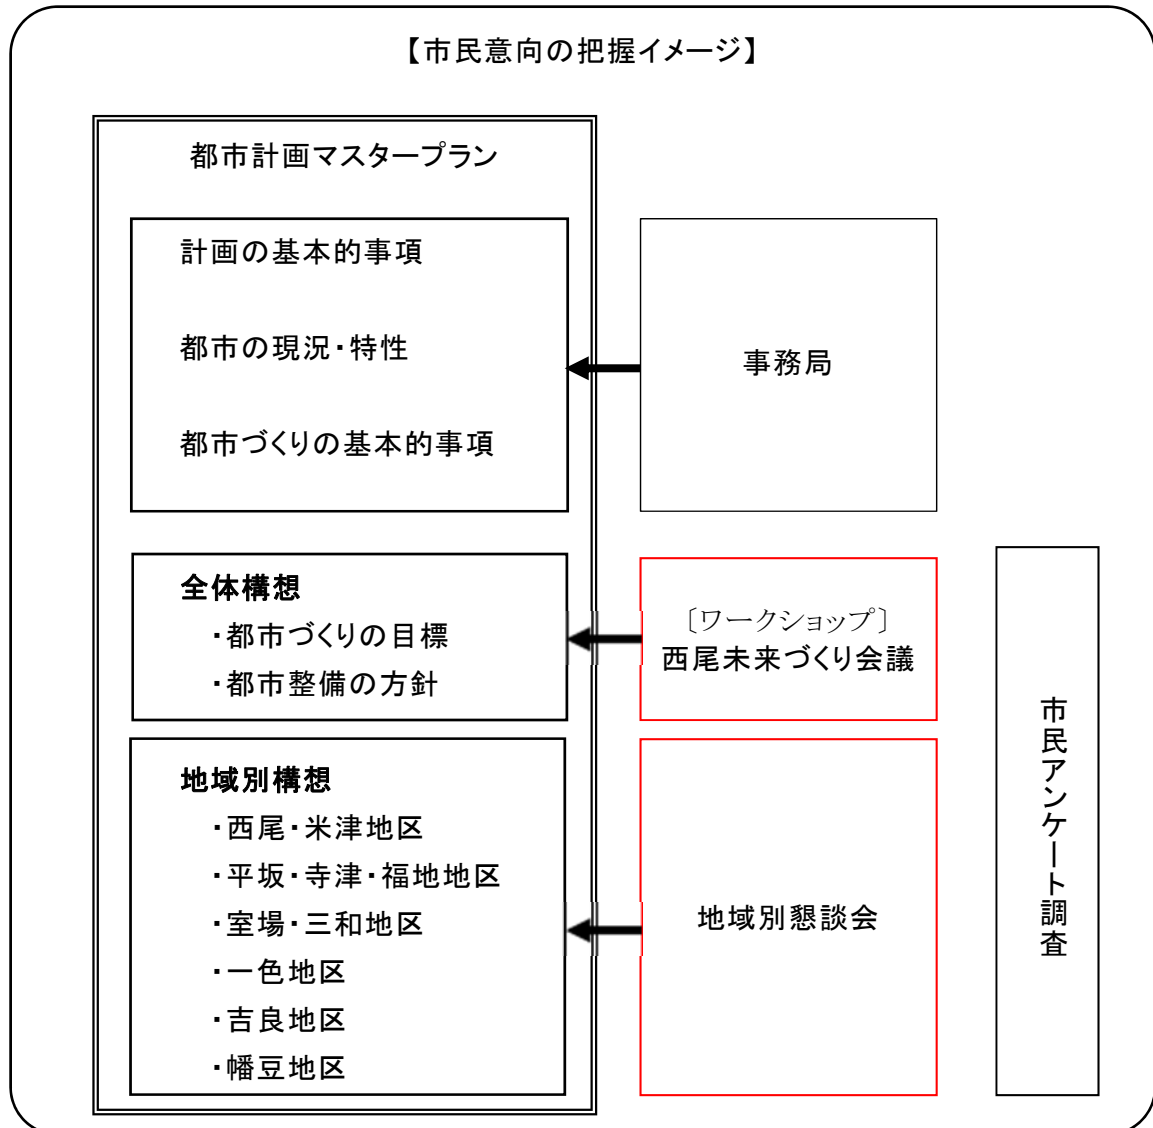 【市民意向の把握イメージ】
都市計画マスタープラン
計画の基本的事項
都市の現況・特性
都市づくりの基本的事項
事務局
全体構想
・都市づくりの目標
・都市整備の方針
〔ワークショップ〕
西尾未来づくり会議
地域別構想
・西尾・米津地区
・平坂・寺津・福地地区
・室場・三和地区
・一色地区
・吉良地区
・幡豆地区
地域別懇談会
市民アンケート調査